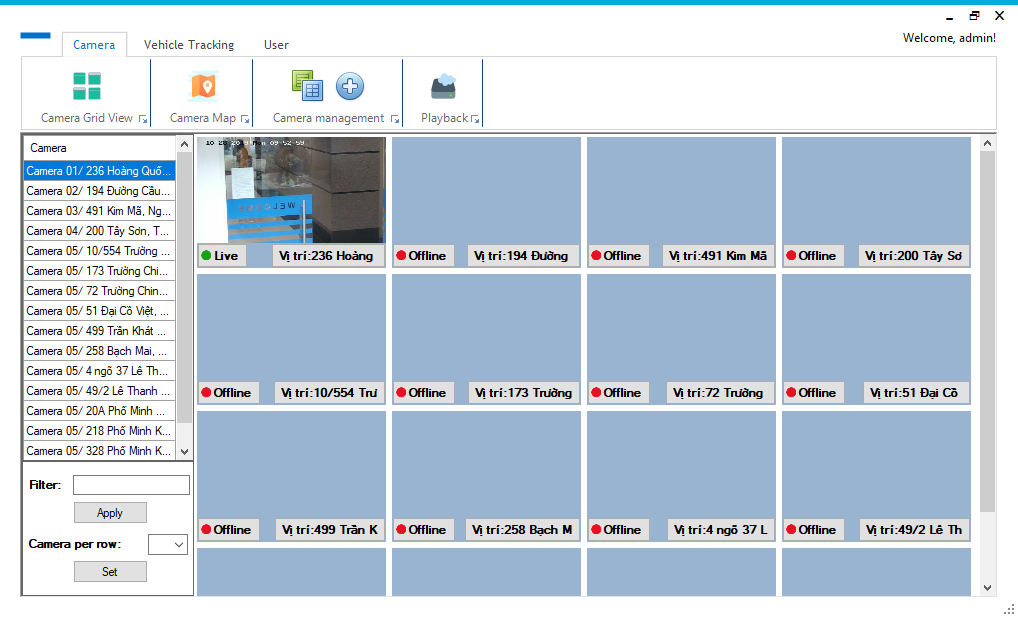 Welcome, admin!
Camera
Vehicle Tracking
User
Camera Grid View
Camera Map
Camera management
Playback
Camera
Camera 01/ 236 Hoàng Quố...
Camera 02/ 194 Đường Cầu...
Camera 03/ 491 Kim Mã, Ng...
Camera 04/ 200 Tây Sơn, T...
Camera 05/ 10/554 Trường ...
Camera 05/ 173 Trường Chi...
Camera 05/ 72 Trường Chin...
Camera 05/ 51 Đại Cồ Việt, ...
Camera 05/ 499 Trần Khát ...
Camera 05/ 258 Bạch Mai, ...
Camera 05/ 4 ngõ 37 Lê Th...
Camera 05/ 49/2 Lê Thanh ...
Camera 05/ 20A Phố Minh ...
Camera 05/ 218 Phố Minh K...
Camera 05/ 328 Phố Minh K...
Filter:
Apply
Camera per row:
Set
09:52:59
Live
Vị trí:236 Hoàng
Offline
Vị trí:194 Đường
Offline
Vị trí:491 Kim Mã
Offline
Vị trí:200 Tây Sơ
Offline
Vị trí:10/554 Trư
Offline
Vị trí:173 Trường
Offline
Vị trí:72 Trường
Offline
Vị trí:51 Đại Cồ
Offline
Vị trí:499 Trần K
Offline
Vị trí:258 Bạch M
Offline
Vị trí:4 ngõ 37 L
Offline
Vị trí:49/2 Lê Th